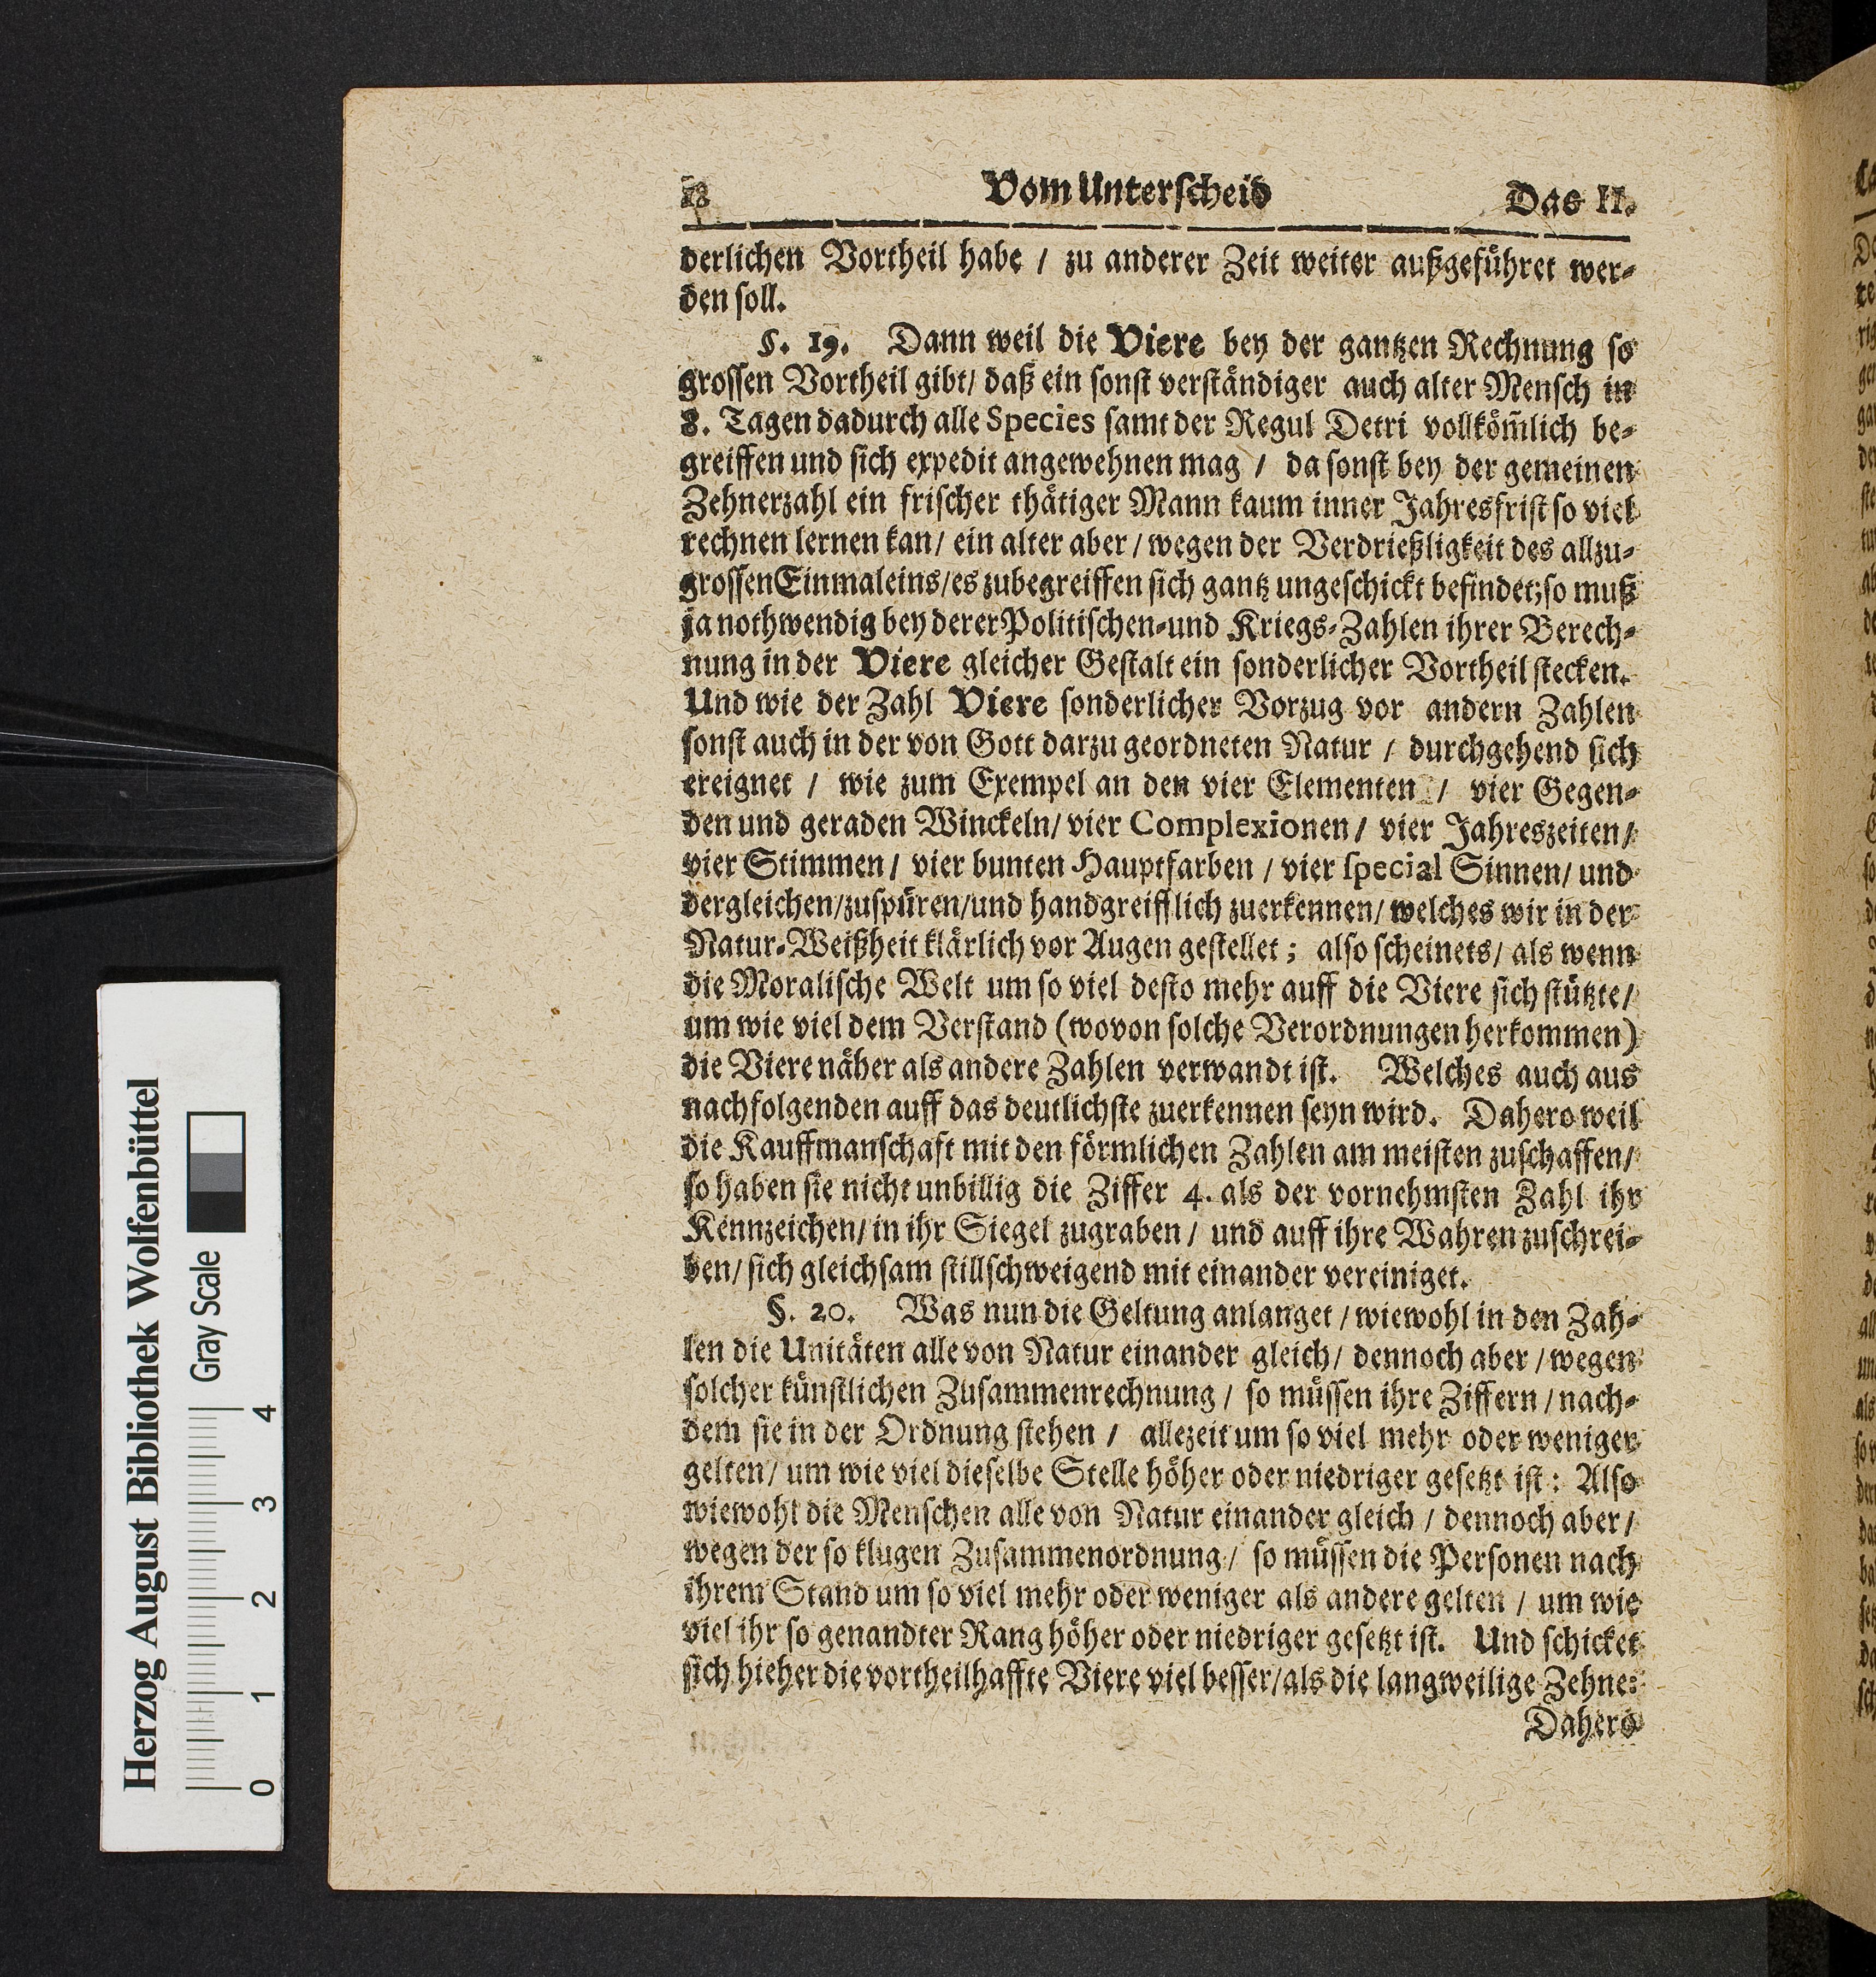 18 Vom Unterscheid Das II.
derlichen Vortheil habe / zu anderer Zeit weiter außgeführet wer-
den soll.
§. 19. Dann weil die Viere bey der gantzen Rechnung so
grossen Vortheil gibt / daß ein sonst verständiger auch alter Mensch in
8. Tagen dadurch alle Species samt der Regul Detri vollkom̃lich be-
greiffen und sich expedit angewehnen mag / da sonst bey der gemeinen
Zehnerzahl ein frischer thätiger Mann kaum inner Jahresfrist so viel
rechnen lernen kan / ein alter aber / wegen der Verdrießligkeit des allzu-
grossen Einmaleins / es zubegreiffen sich gantz ungeschickt befindet; so muß
ja nothwendig bey derer Politischen- und Kriegs-Zahlen ihrer Berech-
nung in der Viere gleicher Gestalt ein sonderlicher Vortheil stecken.
Und wie der Zahl Viere sonderlicher Vorzug vor andern Zahlen
sonst auch in der von Gott darzu geordneten Natur / durchgehend sich
ereignet / wie zum Exempel an den vier Elementen / vier Gegen-
den und geraden Winckeln / vier Complexionen / vier Jahreszeiten /
vier Stimmen / vier bunten Hauptfarben / vier special Sinnen / und
dergleichen / zuspüren / und handgreifflich zuerkennen / welches wir in der
Natur-Weißheit klärlich vor Augen gestellet; also scheinets / als wenn
die Moralische Welt um so viel desto mehr auff die Viere sich stützte /
um wie viel dem Verstand (wovon solche Verordnungen herkommen)
die Viere näher als andere Zahlen verwandt ist. Welches auch aus
nachfolgenden auff das deutlichste zuerkennen seyn wird. Dahero weil
die Kauffmanschaft mit den förmlichen Zahlen am meisten zuschaffen /
so haben sie nicht unbillig die Ziffer 4. als der vornehmsten Zahl ihr
Kennzeichen / in ihr Siegel zugraben / und auff ihre Wahren zuschrei-
ben / sich gleichsam stillschweigend mit einander vereiniget.
§. 20. Was nun die Geltung anlanget / wiewohl in den Zah-
len die Unitäten alle von Natur einander gleich / dennoch aber / wegen
solcher künstlichen Zusammenrechnung / so müssen ihre Ziffern / nach-
dem sie in der Ordnung stehen / allezeit um so viel mehr oder weniger
gelten / um wie viel dieselbe Stelle höher oder niedriger gesetzt ist: Also
wiewohl die Menschen alle von Natur einander gleich / dennoch aber /
wegen der so klugen Zusammenordnung / so müssen die Personen nach
ihrem Stand um so viel mehr oder weniger als andere gelten / um wie
viel ihr so genandter Rang höher oder niedriger gesetzt ist. Und schicket
sich hieher die vortheilhaffte Viere viel besser / als die langweilige Zehne:
Dahero
Herzog August Bibliothek Wolfenbüttel
Gray Scale
0 1 2 3 4